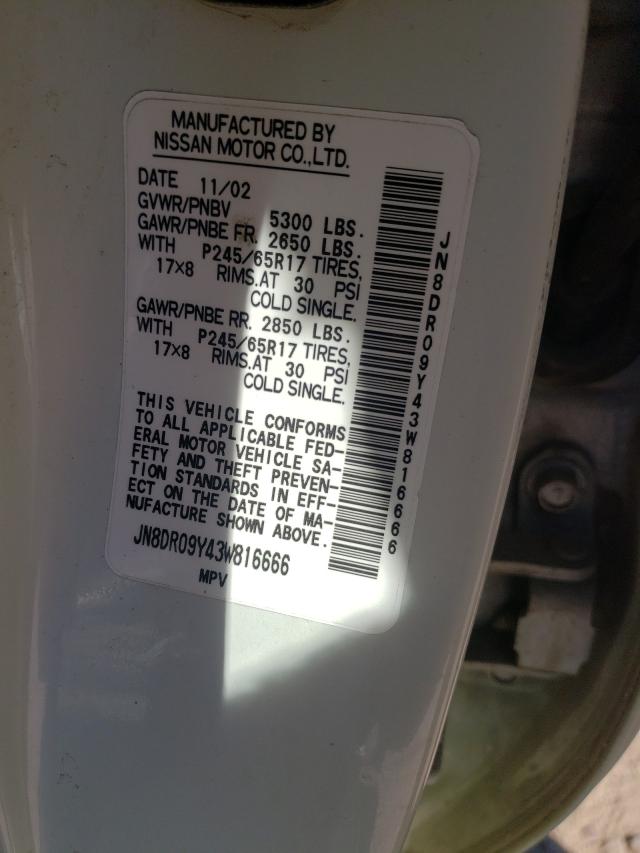 MANUFACTURED BY
NISSAN MOTOR CO.,LTD.
DATE 11/02
GVWR/PNBV 5300 LBS.
GAWR/PNBE FR. 2650 LBS.
WITH P245/65R17 TIRES,
17×8 RIMS.AT 30 PSI
COLD SINGLE.
GAWR/PNBE RR. 2850 LBS.
WITH P245/65R17 TIRES,
17×8 RIMS.AT 30 PSI
COLD SINGLE.
THIS VEHICLE CONFORMS
TO ALL APPLICABLE FED-
ERAL MOTOR VEHICLE SA-
FETY AND THEFT PREVEN-
TION STANDARDS IN EFF-
ECT ON THE DATE OF MA-
NUFACTURE SHOWN ABOVE.
JN8DR09Y43W816666
MPV
JN8DR09Y43W816666